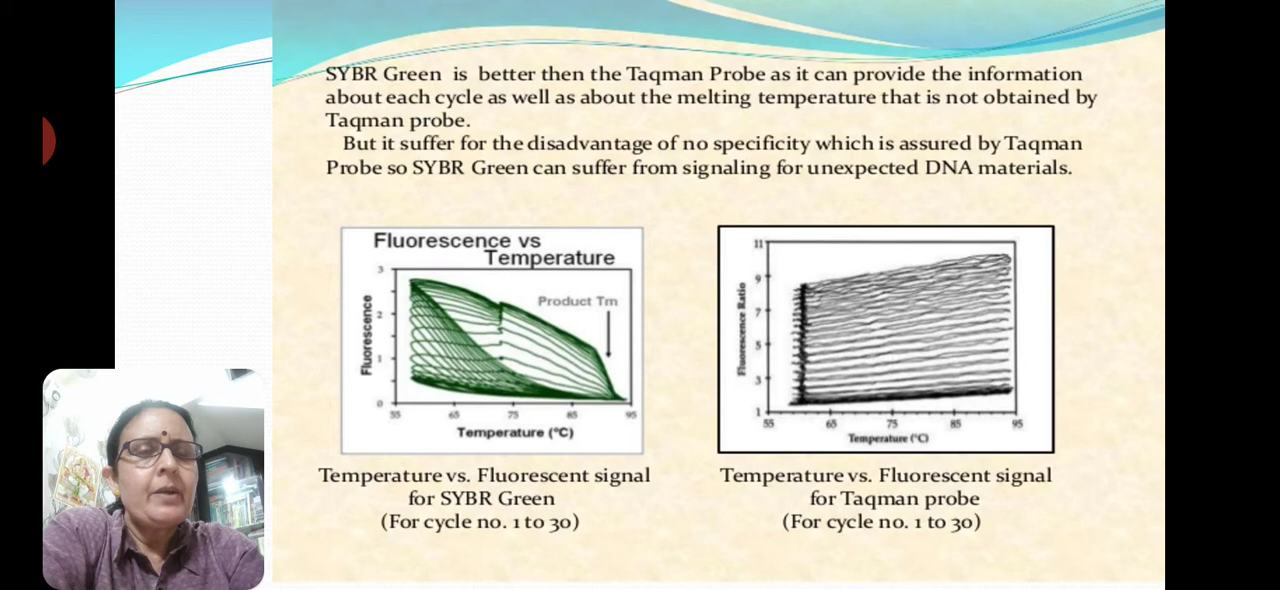 SYBR Green is better then the Taqman Probe as it can provide the information
about each cycle as well as about the melting temperature that is not obtained by
Taqman probe.
But it suffer for the disadvantage of no specificity which is assured by Taqman
Probe so SYBR Green can suffer from signaling for unexpected DNA materials.
Fluorescence vs
Temperature
3
Product Tm
2
Fluorescence
1
0
55 65 75 85 95
Temperature (°C)
Temperature vs. Fluorescent signal
for SYBR Green
(For cycle no. 1 to 30)
11
9
Fluorescence Ratio
7
5
3
1
55 65 75 85 95
Temperature (°C)
Temperature vs. Fluorescent signal
for Taqman probe
(For cycle no. 1 to 30)